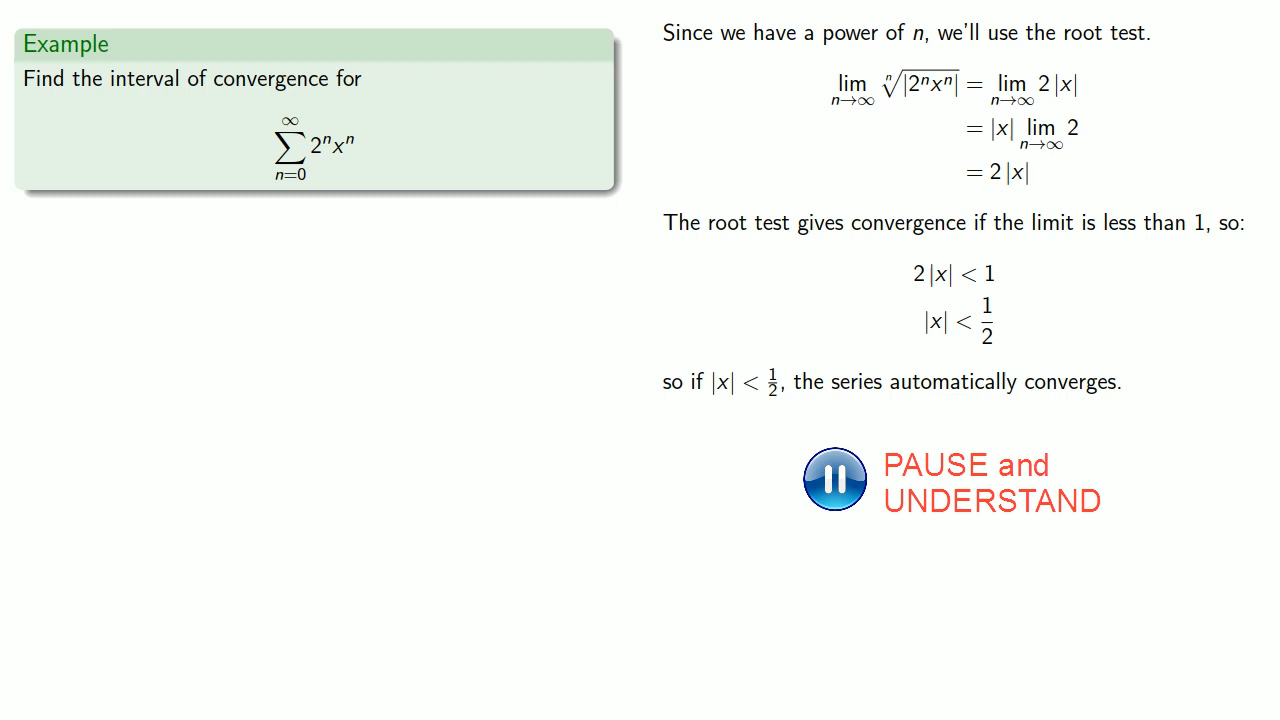 Example
Find the interval of convergence for
∞
∑ 2ⁿxⁿ
n=0
Since we have a power of n, we'll use the root test.
lim n→∞ ⁿ√|2ⁿxⁿ| = lim n→∞ 2|x|
= |x| lim n→∞ 2
= 2|x|
The root test gives convergence if the limit is less than 1, so:
2|x| < 1
|x| < 1/2
so if |x| < 1/2, the series automatically converges.
PAUSE and
UNDERSTAND